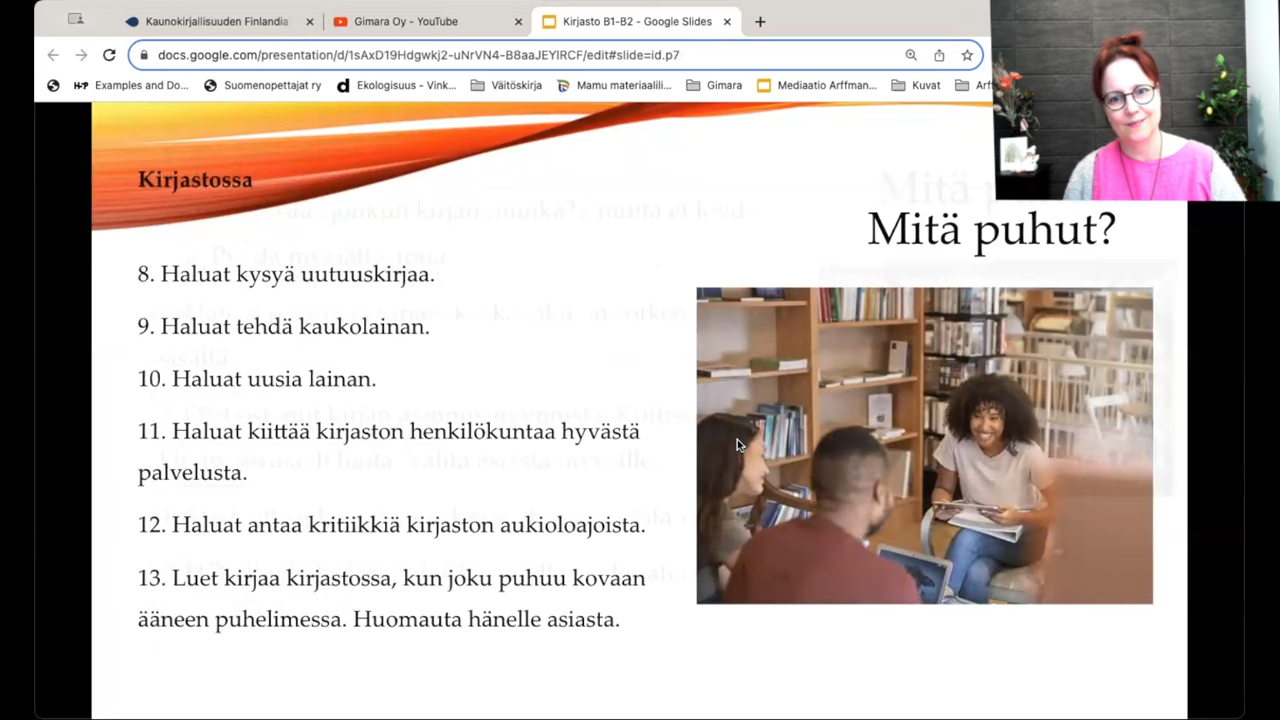 Kaunokirjallisuuden Finlandia
Gimara Oy - YouTube
Kirjasto B1-B2 - Google Slides
docs.google.com/presentation/d/1sAxD19Hdgwkj2-uNrVN4-B8aaJEYlRCF/edit#slide=id.p7
H-P Examples and Do... Suomenopettajat ry d Ekologisuus - Vink... Väitöskirja Mamu materiaalili... Gimara Mediaatio Arffman... Kuvat Arf
Kirjastossa
Mitä puhut?
8. Haluat kysyä uutuuskirjaa.
9. Haluat tehdä kaukolainan.
10. Haluat uusia lainan.
11. Haluat kiittää kirjaston henkilökuntaa hyvästä
palvelusta.
12. Haluat antaa kritiikkiä kirjaston aukioloajoista.
13. Luet kirjaa kirjastossa, kun joku puhuu kovaan
ääneen puhelimessa. Huomauta hänelle asiasta.